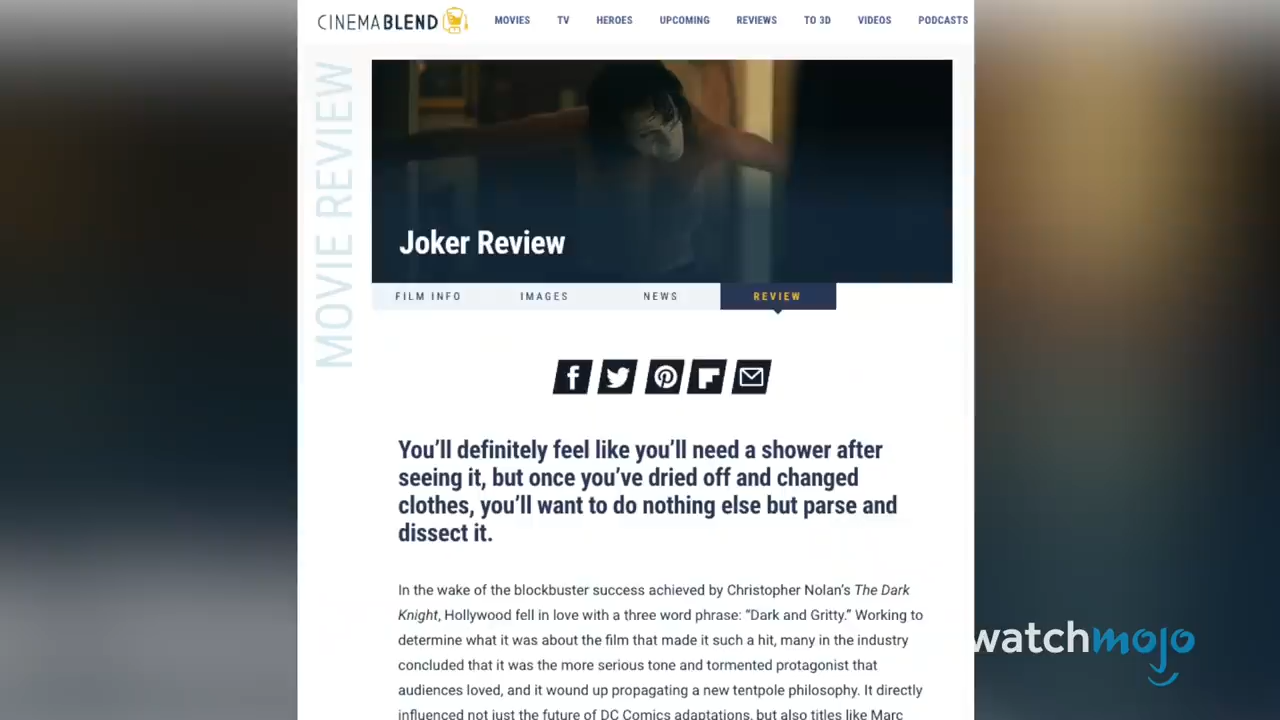 CINEMABLEND
MOVIES TV HEROES UPCOMING REVIEWS TO 3D VIDEOS PODCASTS
MOVIE REVIEW
Joker Review
FILM INFO IMAGES NEWS REVIEW
You’ll definitely feel like you’ll need a shower after
seeing it, but once you’ve dried off and changed
clothes, you’ll want to do nothing else but parse and
dissect it.
In the wake of the blockbuster success achieved by Christopher Nolan’s The Dark
Knight, Hollywood fell in love with a three word phrase: “Dark and Gritty.” Working to
determine what it was about the film that made it such a hit, many in the industry
concluded that it was the more serious tone and tormented protagonist that
audiences loved, and it wound up propagating a new tentpole philosophy. It directly
influenced not just the future of DC Comics adaptations, but also titles like Marc
watchmojo